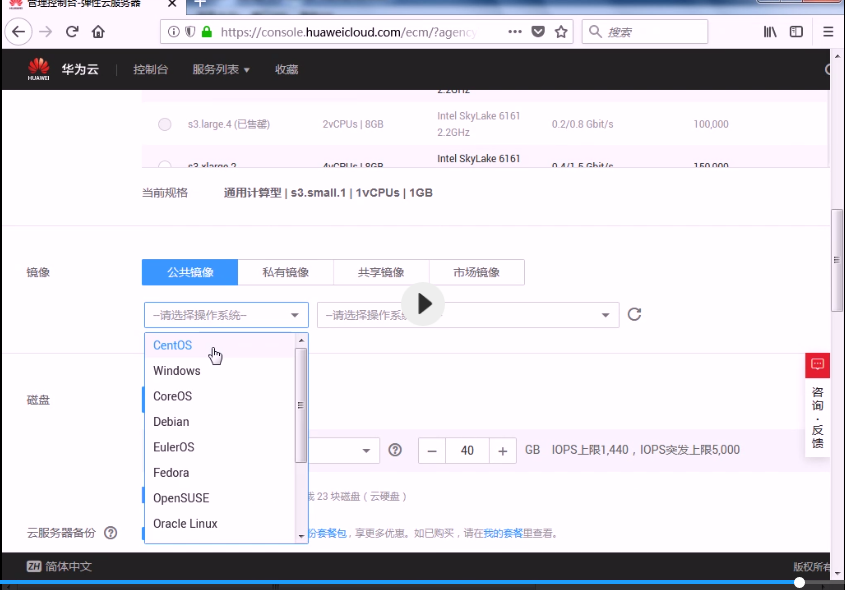 管理控制台-弹性云服务器
https://console.huaweicloud.com/ecm/?agency
搜索
HUAWEI 华为云 控制台 服务列表 收藏
2.2GHz
s3.large.4 (已售罄) 2vCPUs | 8GB Intel SkyLake 6161 2.2GHz 0.2/0.8 Gbit/s 100,000
s3.xlarge.2 4vCPUs | 8GB Intel SkyLake 6161 0.4/1.5 Gbit/s 150,000
当前规格 通用计算型 | s3.small.1 | 1vCPUs | 1GB
镜像 公共镜像 私有镜像 共享镜像 市场镜像
--请选择操作系统-- --请选择操作系
CentOS
Windows
磁盘 CoreOS
Debian
EulerOS 40 GB IOPS上限1,440，IOPS突发上限5,000
Fedora
OpenSUSE 23 块磁盘（云硬盘）
Oracle Linux
云服务器备份 份套餐包，享更多优惠。如已购买，请在我的套餐里查看。
咨询·反馈
ZH 简体中文 版权所有